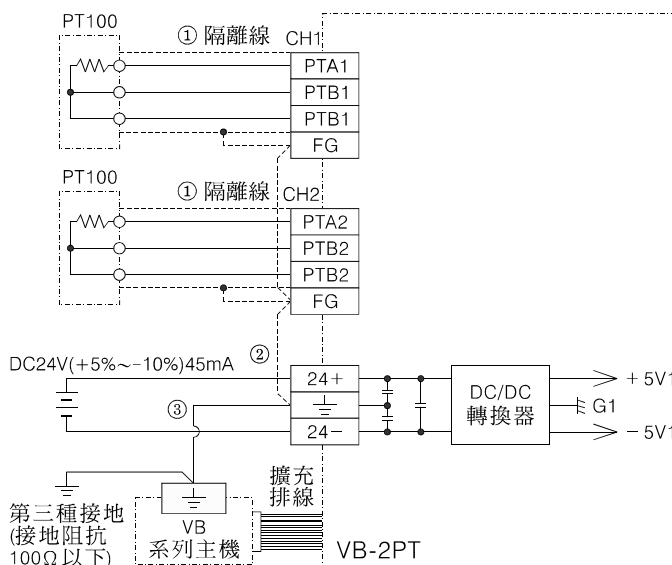 PT100
① 隔離線 CH1
PTA1
PTB1
PTB1
FG
PT100
① 隔離線 CH2
PTA2
PTB2
PTB2
FG
②
DC24V(+5%～-10%)45mA
24+
③
24-
DC/DC
轉換器
+5V1
G1
-5V1
擴充
排線
第三種接地
(接地阻抗
100Ω以下)
VB
系列主機
VB-2PT